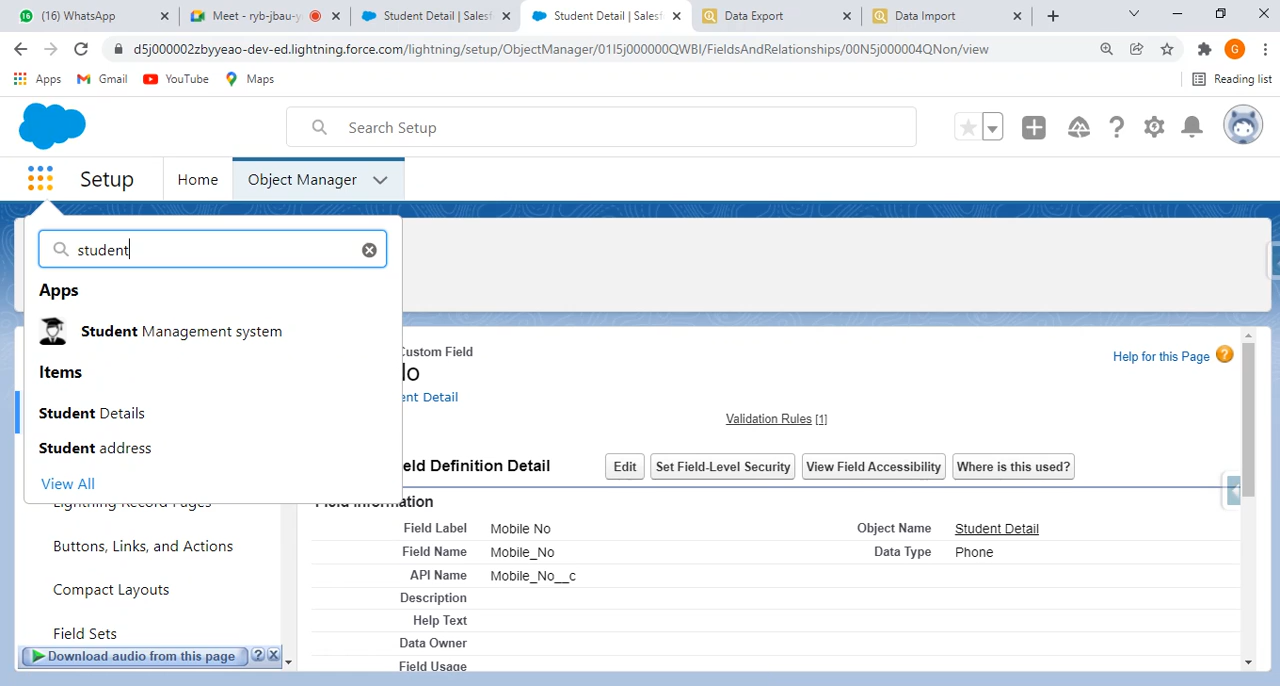 (16) WhatsApp
Meet - ryb-jbau-y
Student Detail | Salesf
Student Detail | Salesf
Data Export
Data Import
d5j000002zbyyeao-dev-ed.lightning.force.com/lightning/setup/ObjectManager/01I5j000000QWBI/FieldsAndRelationships/00N5j000004QNon/view
G
Apps
Gmail
YouTube
Maps
Reading list
Search Setup
Setup
Home
Object Manager
student
Apps
Student Management system
Items
Student Details
Student address
View All
Lightning Record Pages
Buttons, Links, and Actions
Compact Layouts
Field Sets
Download audio from this page
Custom Field
lo
ent Detail
Help for this Page
Validation Rules [1]
eld Definition Detail
Edit
Set Field-Level Security
View Field Accessibility
Where is this used?
Field Information
Field Label Mobile No Object Name Student Detail
Field Name Mobile_No Data Type Phone
API Name Mobile_No__c
Description
Help Text
Data Owner
Field Usage